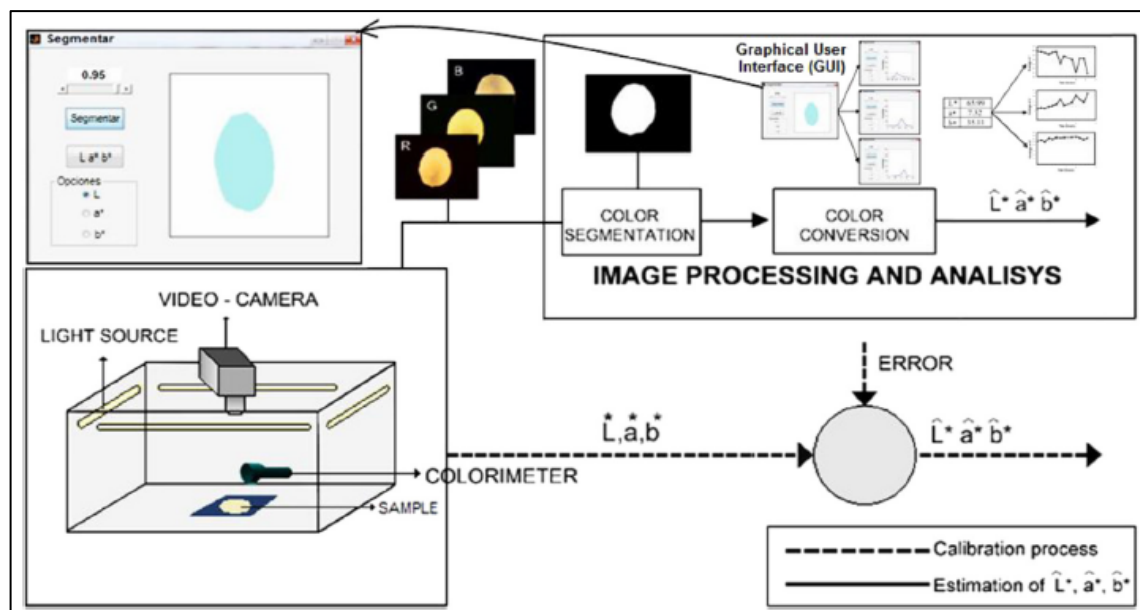 Segmentar
0.95
Segmentar
L a* b*
Opciones
L
a*
b*
B
G
R
Graphical User
Interface (GUI)
L*
a*
b*
COLOR
SEGMENTATION
COLOR
CONVERSION
L̂* â* b̂*
IMAGE PROCESSING AND ANALISYS
VIDEO - CAMERA
LIGHT SOURCE
COLORIMETER
SAMPLE
L*,a*,b*
ERROR
L̂* â* b̂*
Calibration process
Estimation of L̂*, â*, b̂*